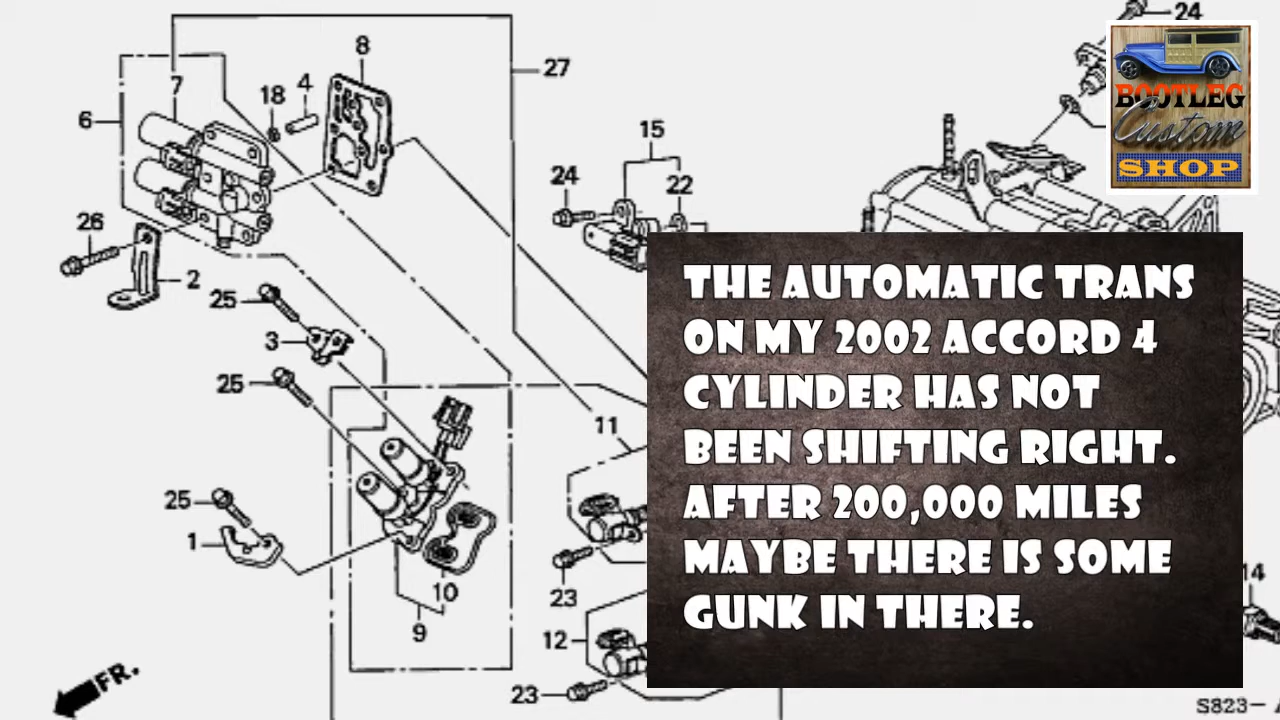 24
8
27
7
4
18
6
15
24
22
26
2
25
3
25
11
25
1
10
9
23
12
23
14
FR.
S823-
BOOTLEG
Custom
SHOP
THE AUTOMATIC TRANS
ON MY 2002 ACCORD 4
CYLINDER HAS NOT
BEEN SHIFTING RIGHT.
AFTER 200,000 MILES
MAYBE THERE IS SOME
GUNK IN THERE.